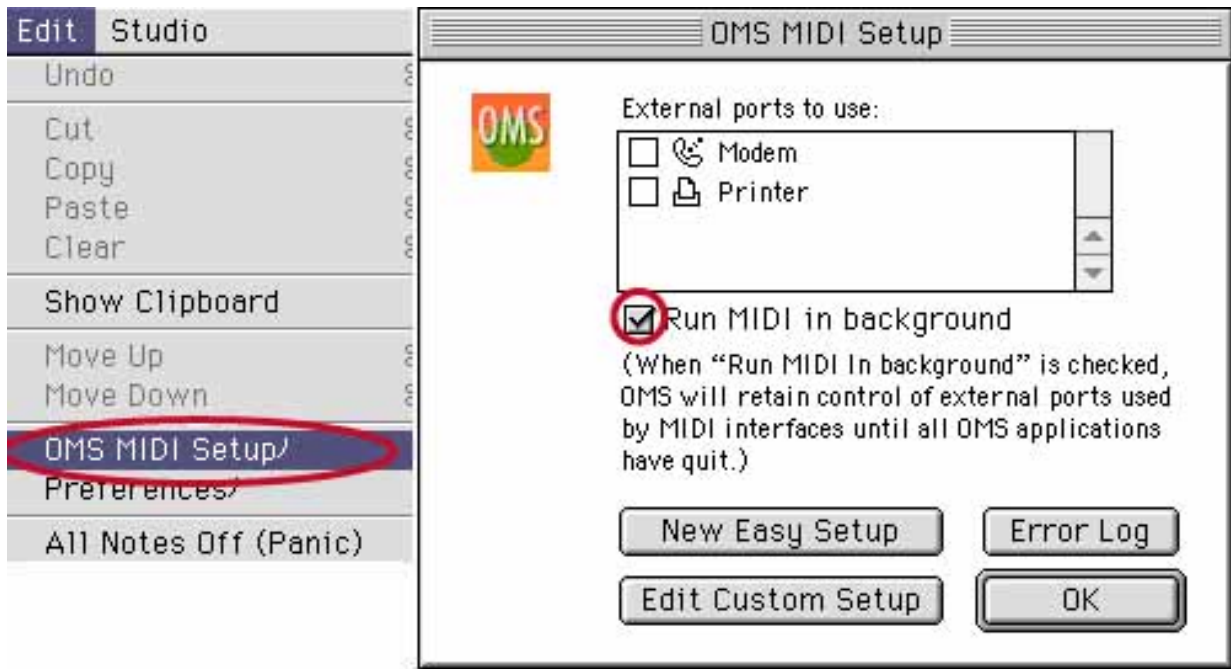 Edit Studio
Undo
Cut
Copy
Paste
Clear
Show Clipboard
Move Up
Move Down
OMS MIDI Setup/
Preferences/
All Notes Off (Panic)
OMS MIDI Setup
OMS
External ports to use:
Modem
Printer
Run MIDI in background
(When “Run MIDI In background” is checked,
OMS will retain control of external ports used
by MIDI interfaces until all OMS applications
have quit.)
New Easy Setup
Error Log
Edit Custom Setup
OK